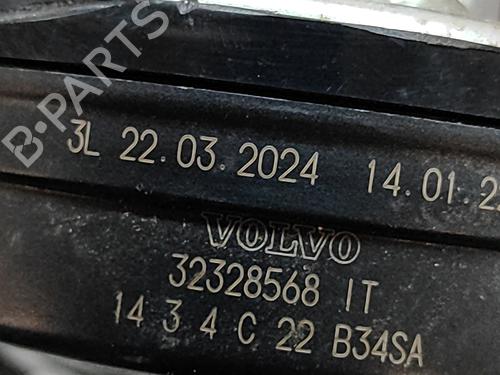 B-PARTS
3L 22.03.2024 14.01.2
VOLVO
32328568 IT
14 3 4 C 22 B34SA